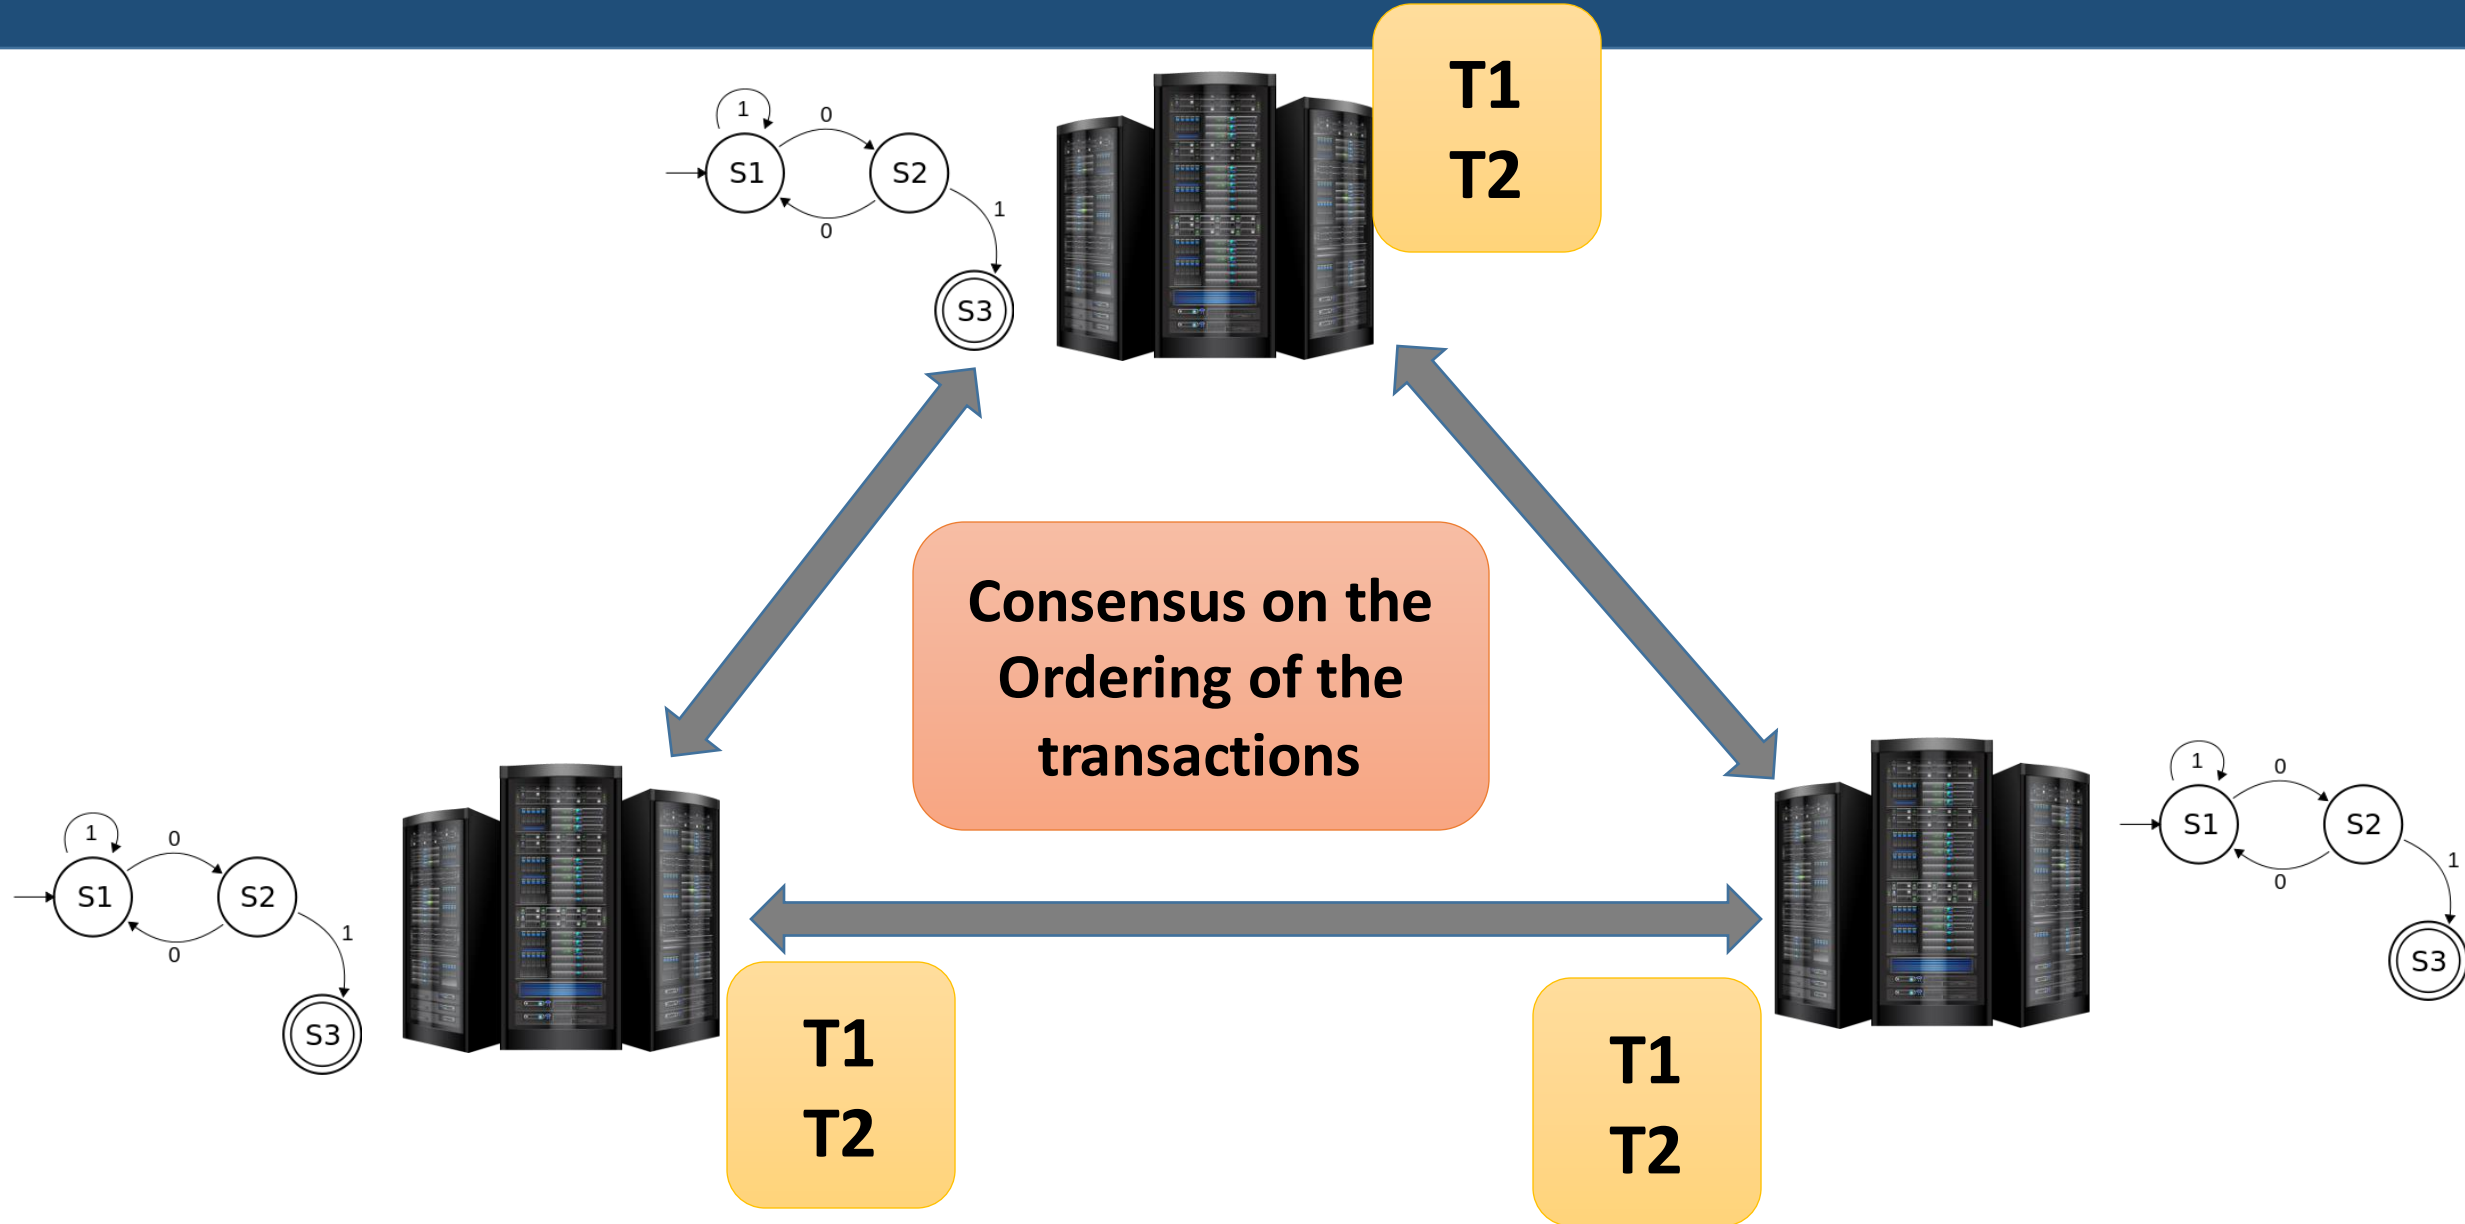 1
0
S1
S2
0
1
S3
T1
T2
Consensus on the
Ordering of the
transactions
1
0
S1
S2
0
1
S3
T1
T2
1
0
S1
S2
0
1
S3
T1
T2